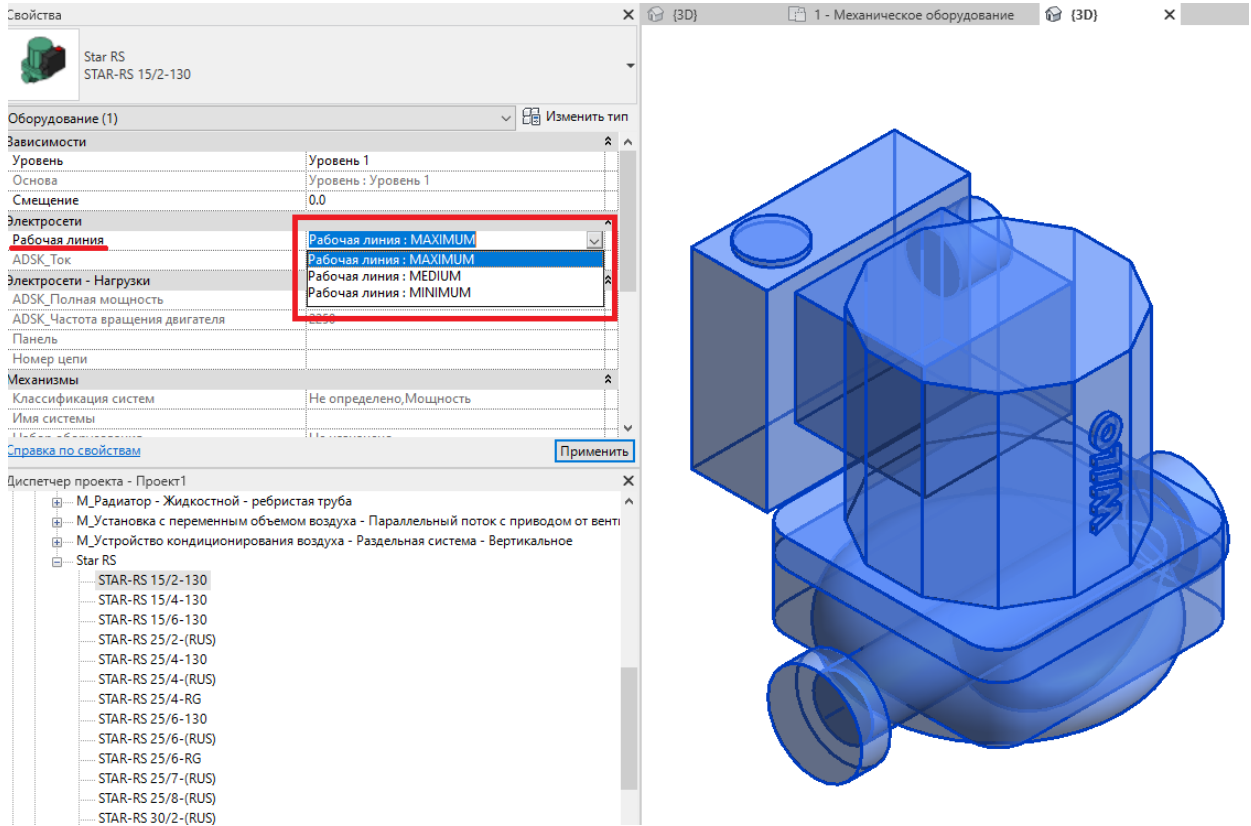 Свойства
{3D}
1 - Механическое оборудование
{3D}
Star RS
STAR-RS 15/2-130
Оборудование (1)
Изменить тип
Зависимости
Уровень
Уровень 1
Основа
Уровень : Уровень 1
Смещение
0.0
Электросети
Рабочая линия
Рабочая линия : MAXIMUM
ADSK_Ток
Рабочая линия : MAXIMUM
Рабочая линия : MEDIUM
Рабочая линия : MINIMUM
Электросети - Нагрузки
ADSK_Полная мощность
ADSK_Частота вращения двигателя
Панель
Номер цепи
Механизмы
Классификация систем
Не определено,Мощность
Имя системы
Справка по свойствам
Применить
Диспетчер проекта - Проект1
М_Радиатор - Жидкостной - ребристая труба
М_Установка с переменным объемом воздуха - Параллельный поток с приводом от
М_Устройство кондиционирования воздуха - Раздельная система - Вертикальное
Star RS
STAR-RS 15/2-130
STAR-RS 15/4-130
STAR-RS 15/6-130
STAR-RS 25/2-(RUS)
STAR-RS 25/4-130
STAR-RS 25/4-(RUS)
STAR-RS 25/4-RG
STAR-RS 25/6-130
STAR-RS 25/6-(RUS)
STAR-RS 25/6-RG
STAR-RS 25/7-(RUS)
STAR-RS 25/8-(RUS)
STAR-RS 30/2-(RUS)
WILO